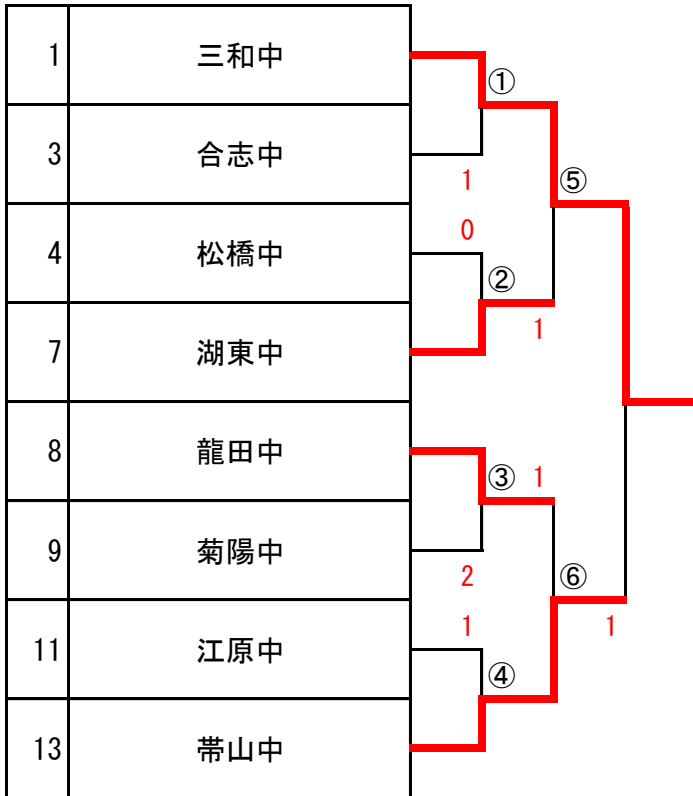 1 三和中
①
3 合志中
1
⑤
0
4 松橋中
②
1
7 湖東中
8 龍田中
③ 1
9 菊陽中
2
⑥
1
1
11 江原中
④
13 帯山中